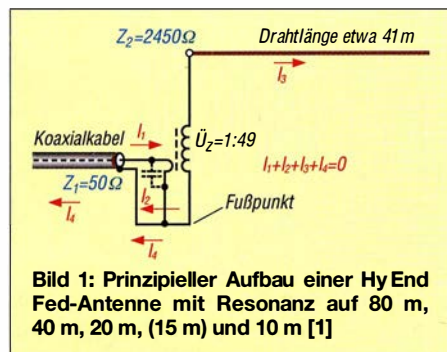 Z₂=2450Ω
Drahtlänge etwa 41m
I₃
Koaxialkabel
I₁
Ü_Z=1:49
I₁+I₂+I₃+I₄=0
Z₁=50Ω
I₂
I₄
Fußpunkt
I₄
Bild 1: Prinzipieller Aufbau einer HyEnd
Fed-Antenne mit Resonanz auf 80 m,
40 m, 20 m, (15 m) und 10 m [1]